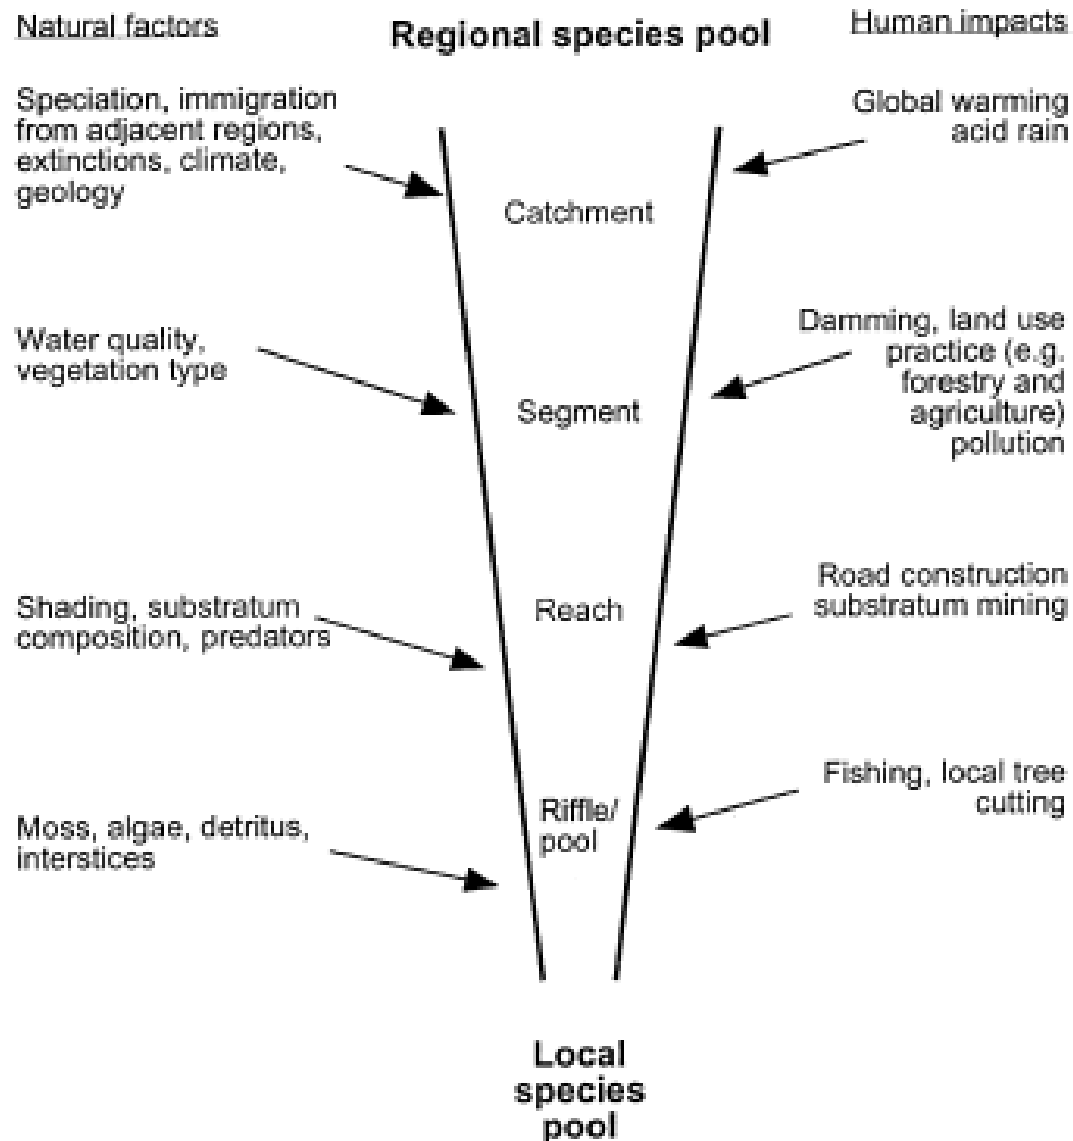 Natural factors
Regional species pool
Human impacts
Speciation, immigration
from adjacent regions,
extinctions, climate,
geology
Global warming
acid rain
Catchment
Water quality,
vegetation type
Damming, land use
practice (e.g.
forestry and
agriculture)
pollution
Segment
Shading, substratum
composition, predators
Reach
Road construction
substratum mining
Moss, algae, detritus,
interstices
Riffle/
pool
Fishing, local tree
cutting
Local
species
pool